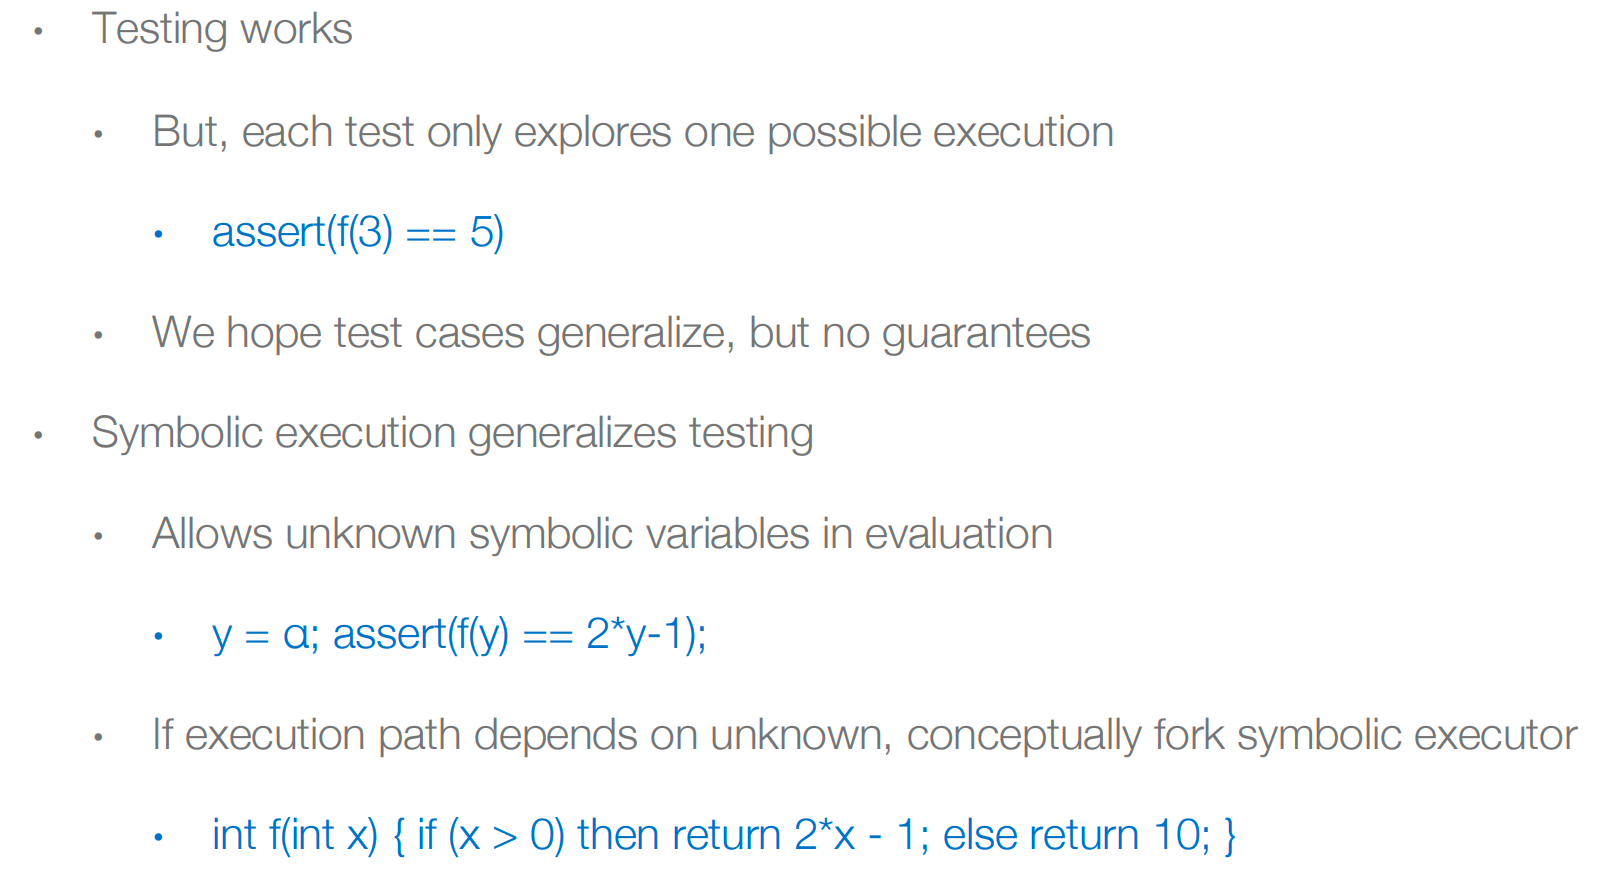 • Testing works
• But, each test only explores one possible execution
• assert(f(3) == 5)
• We hope test cases generalize, but no guarantees
• Symbolic execution generalizes testing
• Allows unknown symbolic variables in evaluation
• y = α; assert(f(y) == 2*y-1);
• If execution path depends on unknown, conceptually fork symbolic executor
• int f(int x) { if (x > 0) then return 2*x - 1; else return 10; }